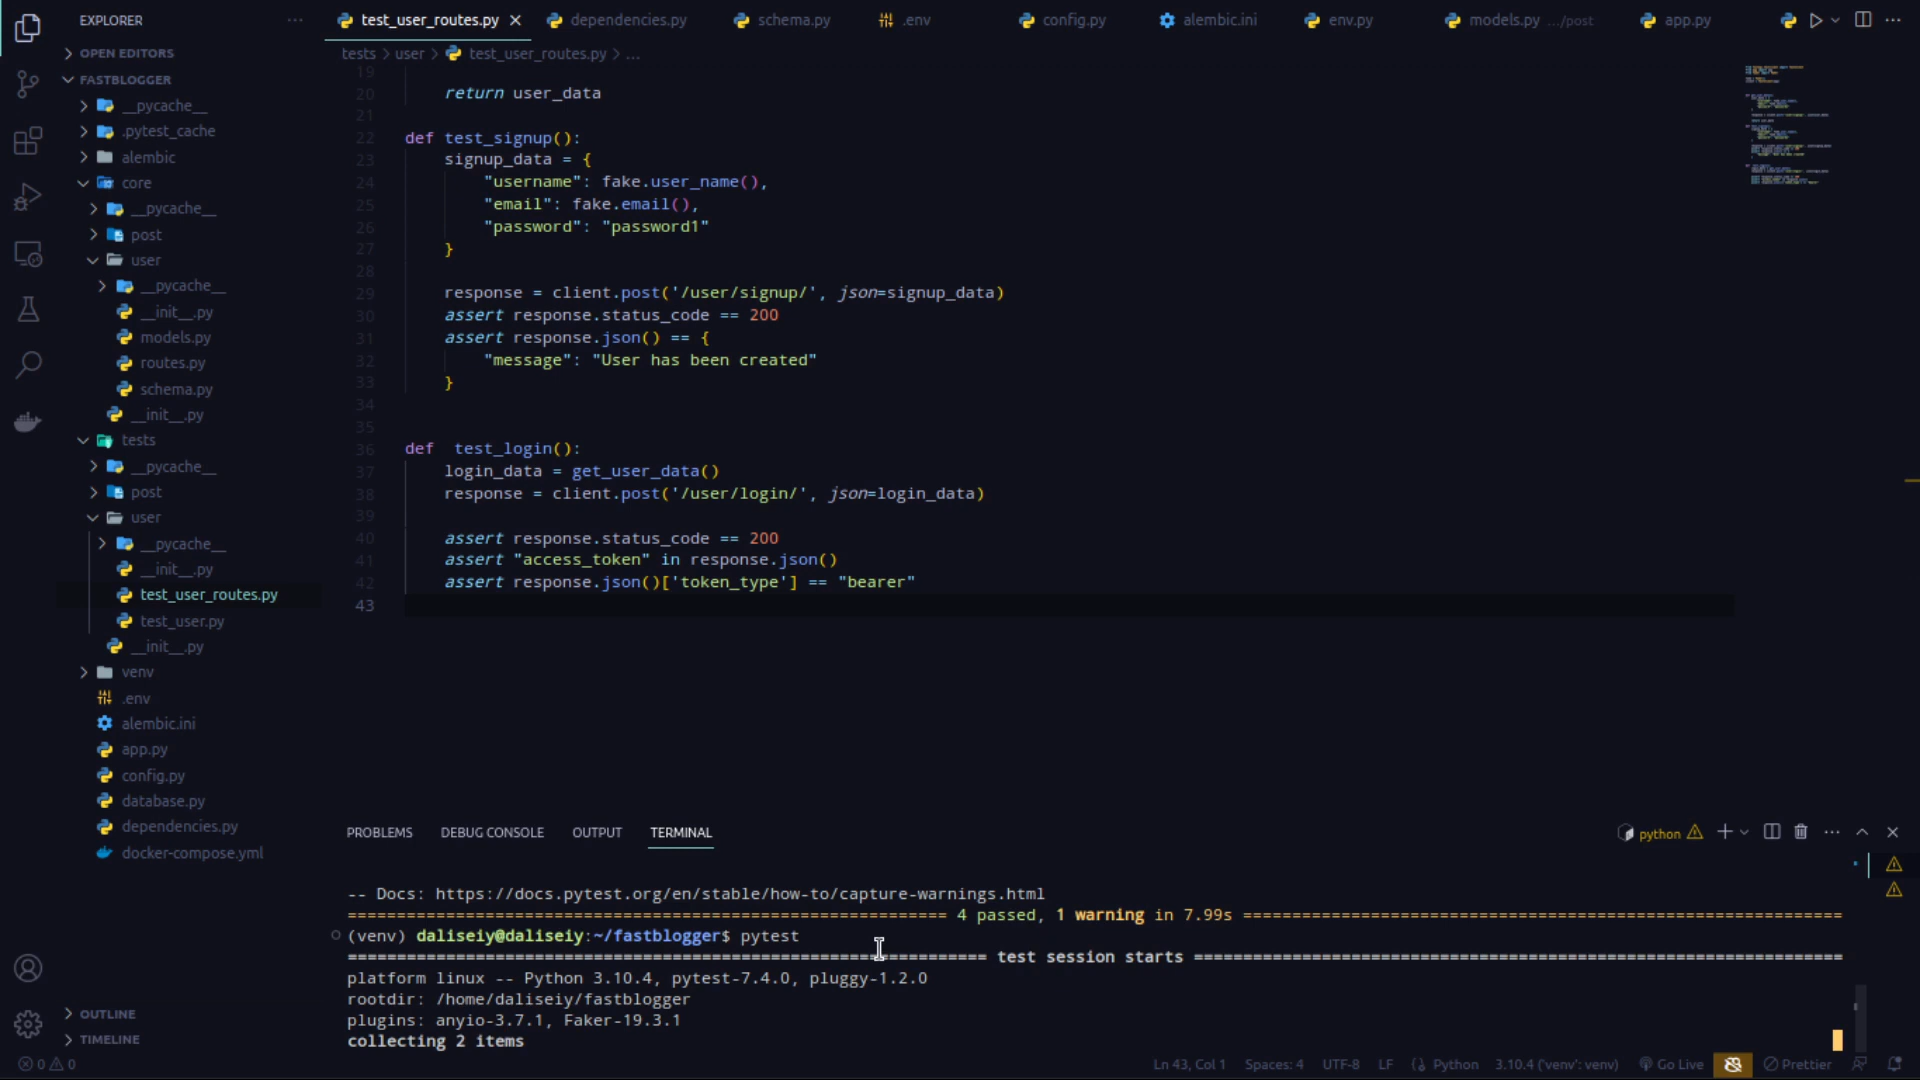 EXPLORER
OPEN EDITORS
FASTBLOGGER
__pycache__
.pytest_cache
alembic
core
__pycache__
post
user
__pycache__
__init__.py
models.py
routes.py
schema.py
__init__.py
tests
__pycache__
post
user
__pycache__
__init__.py
test_user_routes.py
test_user.py
__init__.py
venv
.env
alembic.ini
app.py
config.py
database.py
dependencies.py
docker-compose.yml
OUTLINE
TIMELINE
test_user_routes.py dependencies.py schema.py .env config.py alembic.ini env.py models.py .../post app.py
tests > user > test_user_routes.py > ...
19
20 return user_data
21
22 def test_signup():
23 signup_data = {
24 "username": fake.user_name(),
25 "email": fake.email(),
26 "password": "password1"
27 }
28
29 response = client.post('/user/signup/', json=signup_data)
30 assert response.status_code == 200
31 assert response.json() == {
32 "message": "User has been created"
33 }
34
35
36 def  test_login():
37 login_data = get_user_data()
38 response = client.post('/user/login/', json=login_data)
39
40 assert response.status_code == 200
41 assert "access_token" in response.json()
42 assert response.json()['token_type'] == "bearer"
43
PROBLEMS DEBUG CONSOLE OUTPUT TERMINAL
python
-- Docs: https://docs.pytest.org/en/stable/how-to/capture-warnings.html
============ 4 passed, 1 warning in 7.99s ============
(venv) daliseiy@daliseiy:~/fastblogger$ pytest
============ test session starts ============
platform linux -- Python 3.10.4, pytest-7.4.0, pluggy-1.2.0
rootdir: /home/daliseiy/fastblogger
plugins: anyio-3.7.1, Faker-19.3.1
collecting 2 items
0 0 Ln 43, Col 1 Spaces: 4 UTF-8 LF Python 3.10.4 ('venv': venv) Go Live Prettier